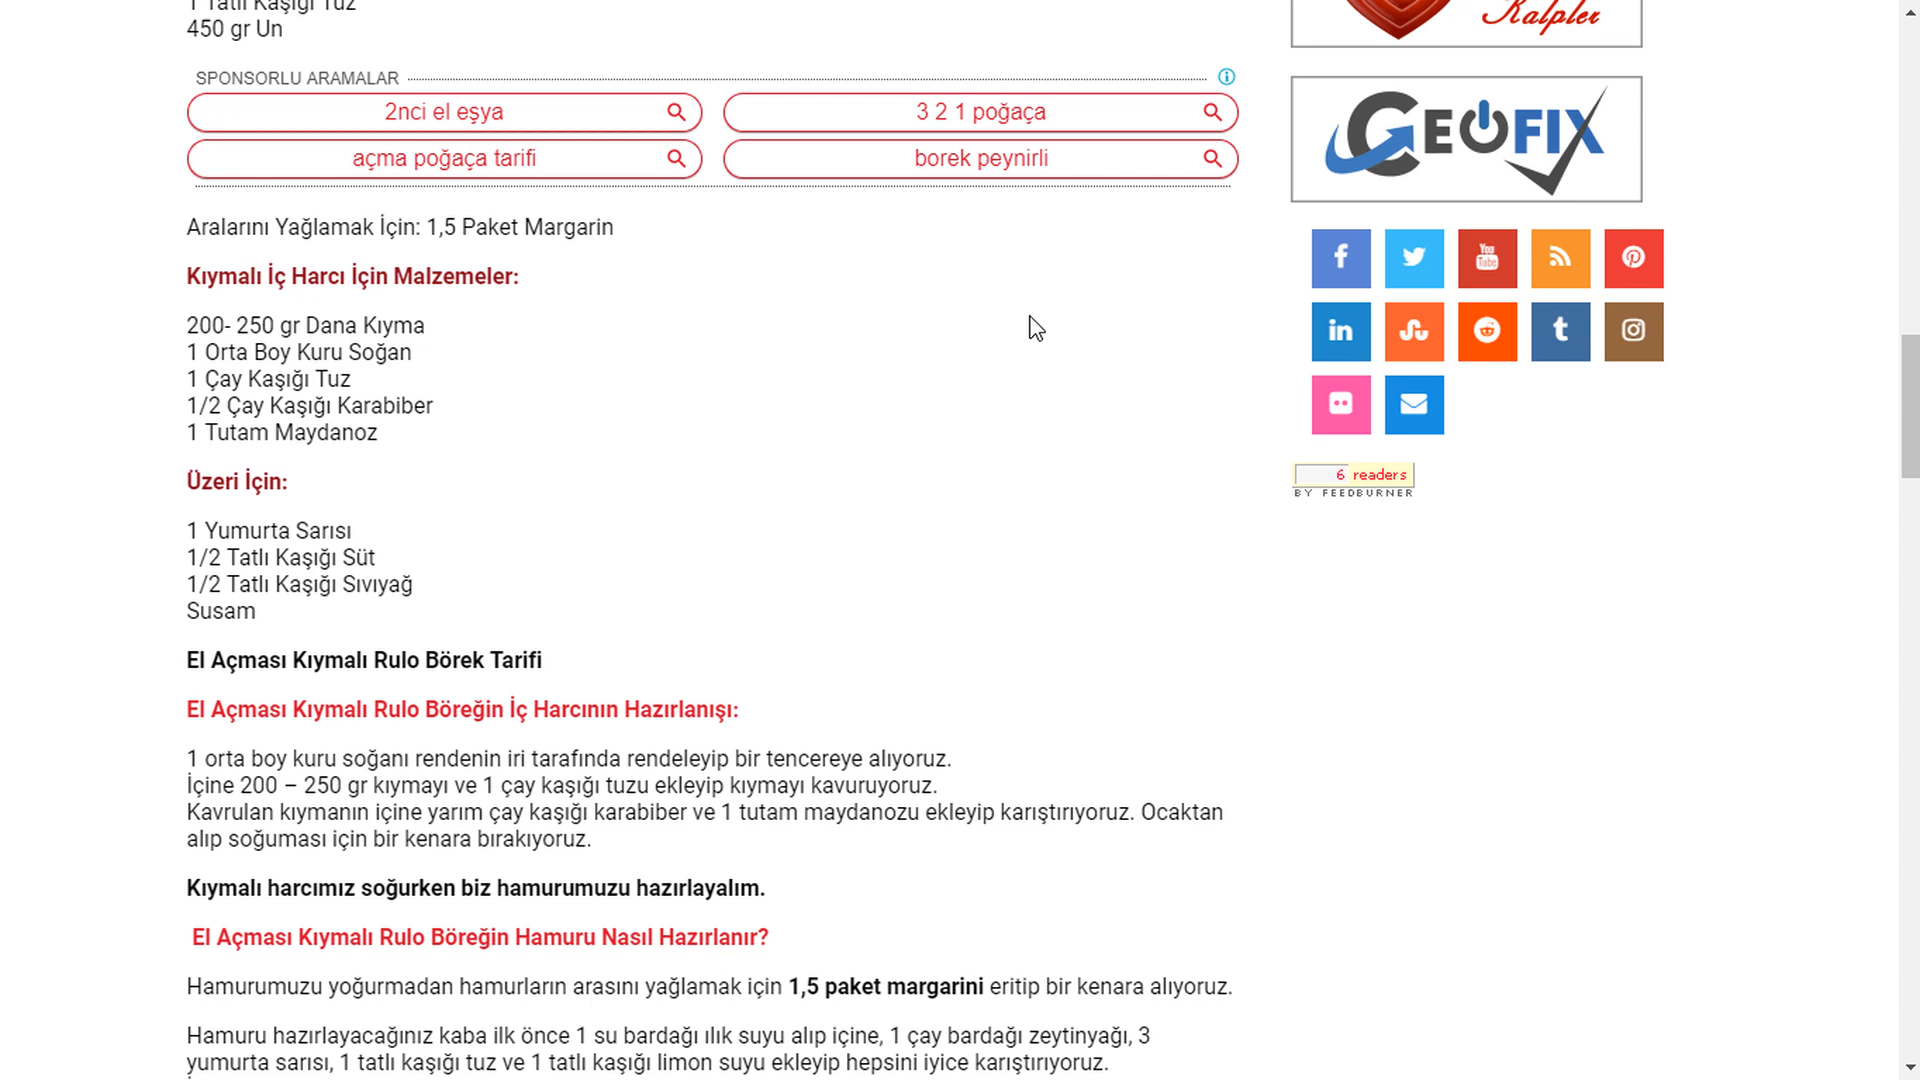 1 Tatlı Kaşığı Tuz
450 gr Un
SPONSORLU ARAMALAR
2nci el eşya
3 2 1 poğaça
açma poğaça tarifi
borek peynirli
Aralarını Yağlamak İçin: 1,5 Paket Margarin
Kıymalı İç Harcı İçin Malzemeler:
200- 250 gr Dana Kıyma
1 Orta Boy Kuru Soğan
1 Çay Kaşığı Tuz
1/2 Çay Kaşığı Karabiber
1 Tutam Maydanoz
Üzeri İçin:
1 Yumurta Sarısı
1/2 Tatlı Kaşığı Süt
1/2 Tatlı Kaşığı Sıvıyağ
Susam
El Açması Kıymalı Rulo Börek Tarifi
El Açması Kıymalı Rulo Böreğin İç Harcının Hazırlanışı:
1 orta boy kuru soğanı rendenin iri tarafında rendeleyip bir tencereye alıyoruz.
İçine 200 – 250 gr kıymayı ve 1 çay kaşığı tuzu ekleyip kıymayı kavuruyoruz.
Kavrulan kıymanın içine yarım çay kaşığı karabiber ve 1 tutam maydanozu ekleyip karıştırıyoruz. Ocaktan
alıp soğuması için bir kenara bırakıyoruz.
Kıymalı harcımız soğurken biz hamurumuzu hazırlayalım.
El Açması Kıymalı Rulo Böreğin Hamuru Nasıl Hazırlanır?
Hamurumuzu yoğurmadan hamurların arasını yağlamak için 1,5 paket margarini eritip bir kenara alıyoruz.
Hamuru hazırlayacağınız kaba ilk önce 1 su bardağı ılık suyu alıp içine, 1 çay bardağı zeytinyağı, 3
yumurta sarısı, 1 tatlı kaşığı tuz ve 1 tatlı kaşığı limon suyu ekleyip hepsini iyice karıştırıyoruz.
Kalpler
GEOFIX
You Tube
6 readers
BY FEEDBURNER